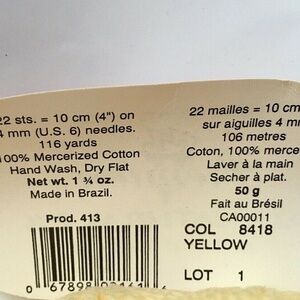 22 sts. = 10 cm (4") on
4 mm (U.S. 6) needles.
116 yards
100% Mercerized Cotton
Hand Wash, Dry Flat
Net wt. 1 ¾ oz.
Made in Brazil.
Prod. 413
22 mailles = 10 cm
sur aiguilles 4 mm
106 metres
Coton, 100% merc
Laver à la main
Secher à plat.
50 g
Fait au Brésil
CA00011
COL 8418
YELLOW
LOT 1
0 67898